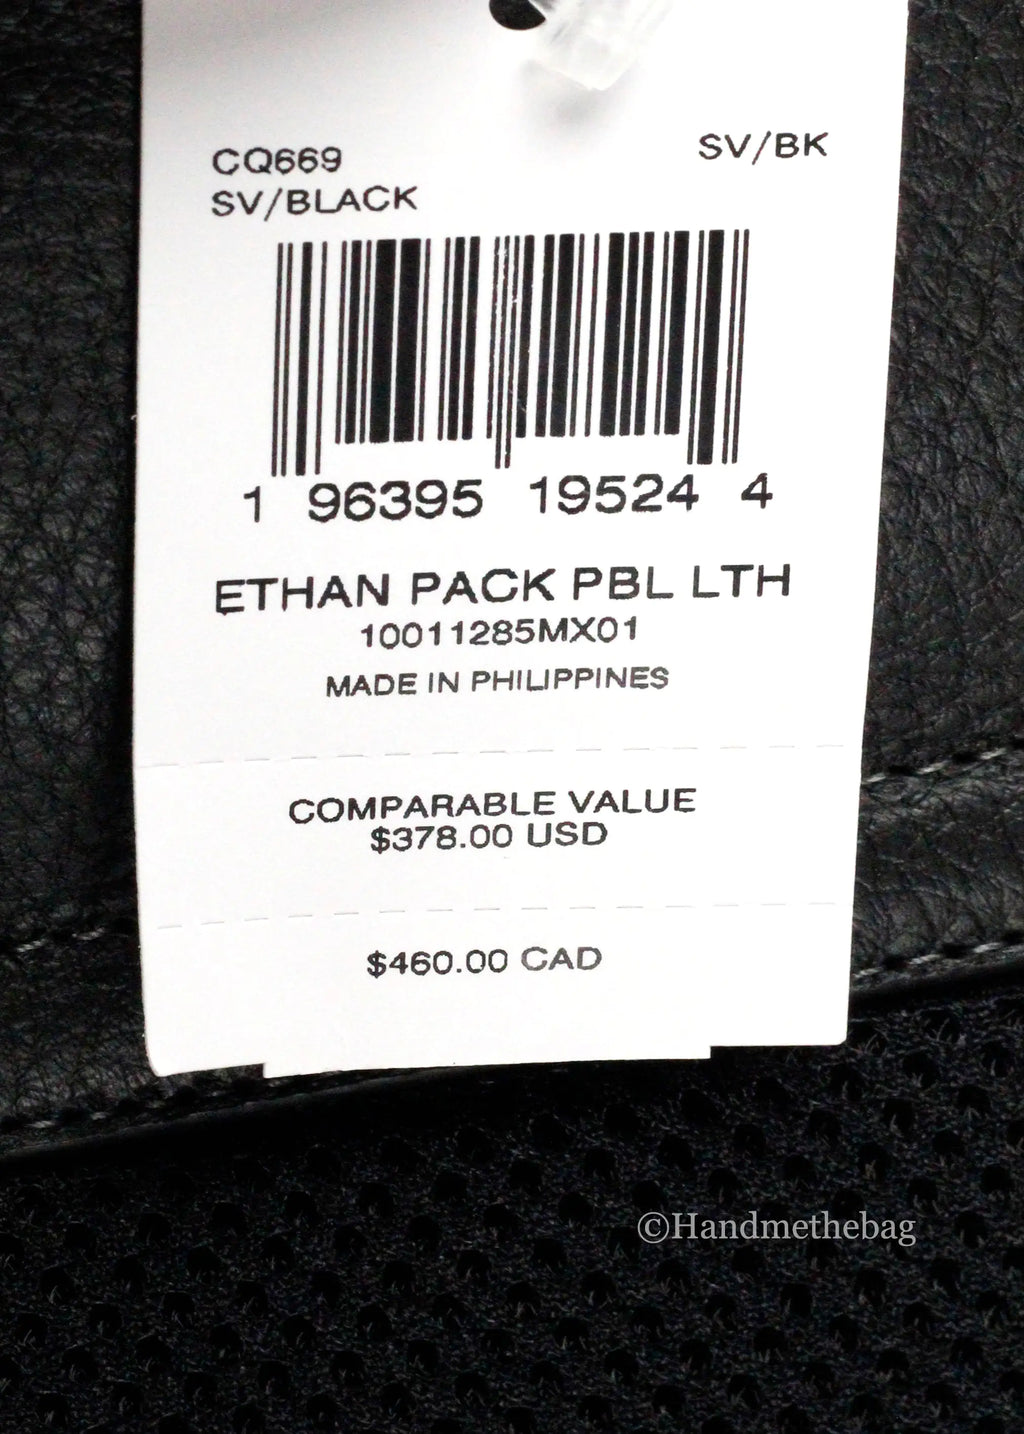 CQ669 SV/BK
SV/BLACK
1 96395 19524 4
ETHAN PACK PBL LTH
10011285MX01
MADE IN PHILIPPINES
COMPARABLE VALUE
$378.00 USD
$460.00 CAD
©Handmethebag